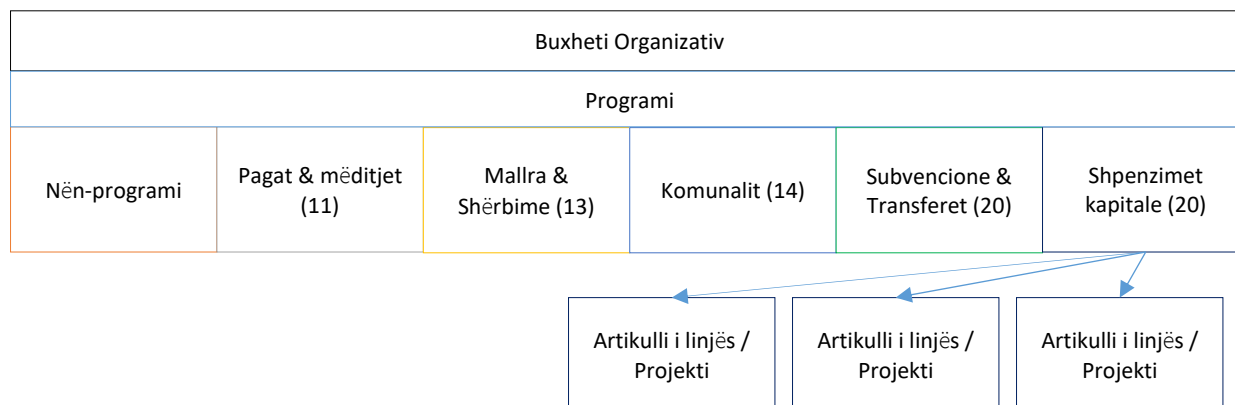 Buxheti Organizativ
Programi
Nën-programi
Pagat & mëditjet
(11)
Mallra &
Shërbime (13)
Komunalit (14)
Subvencione &
Transferet (20)
Shpenzimet
kapitale (20)
Artikulli i linjës /
Projekti
Artikulli i linjës /
Projekti
Artikulli i linjës /
Projekti